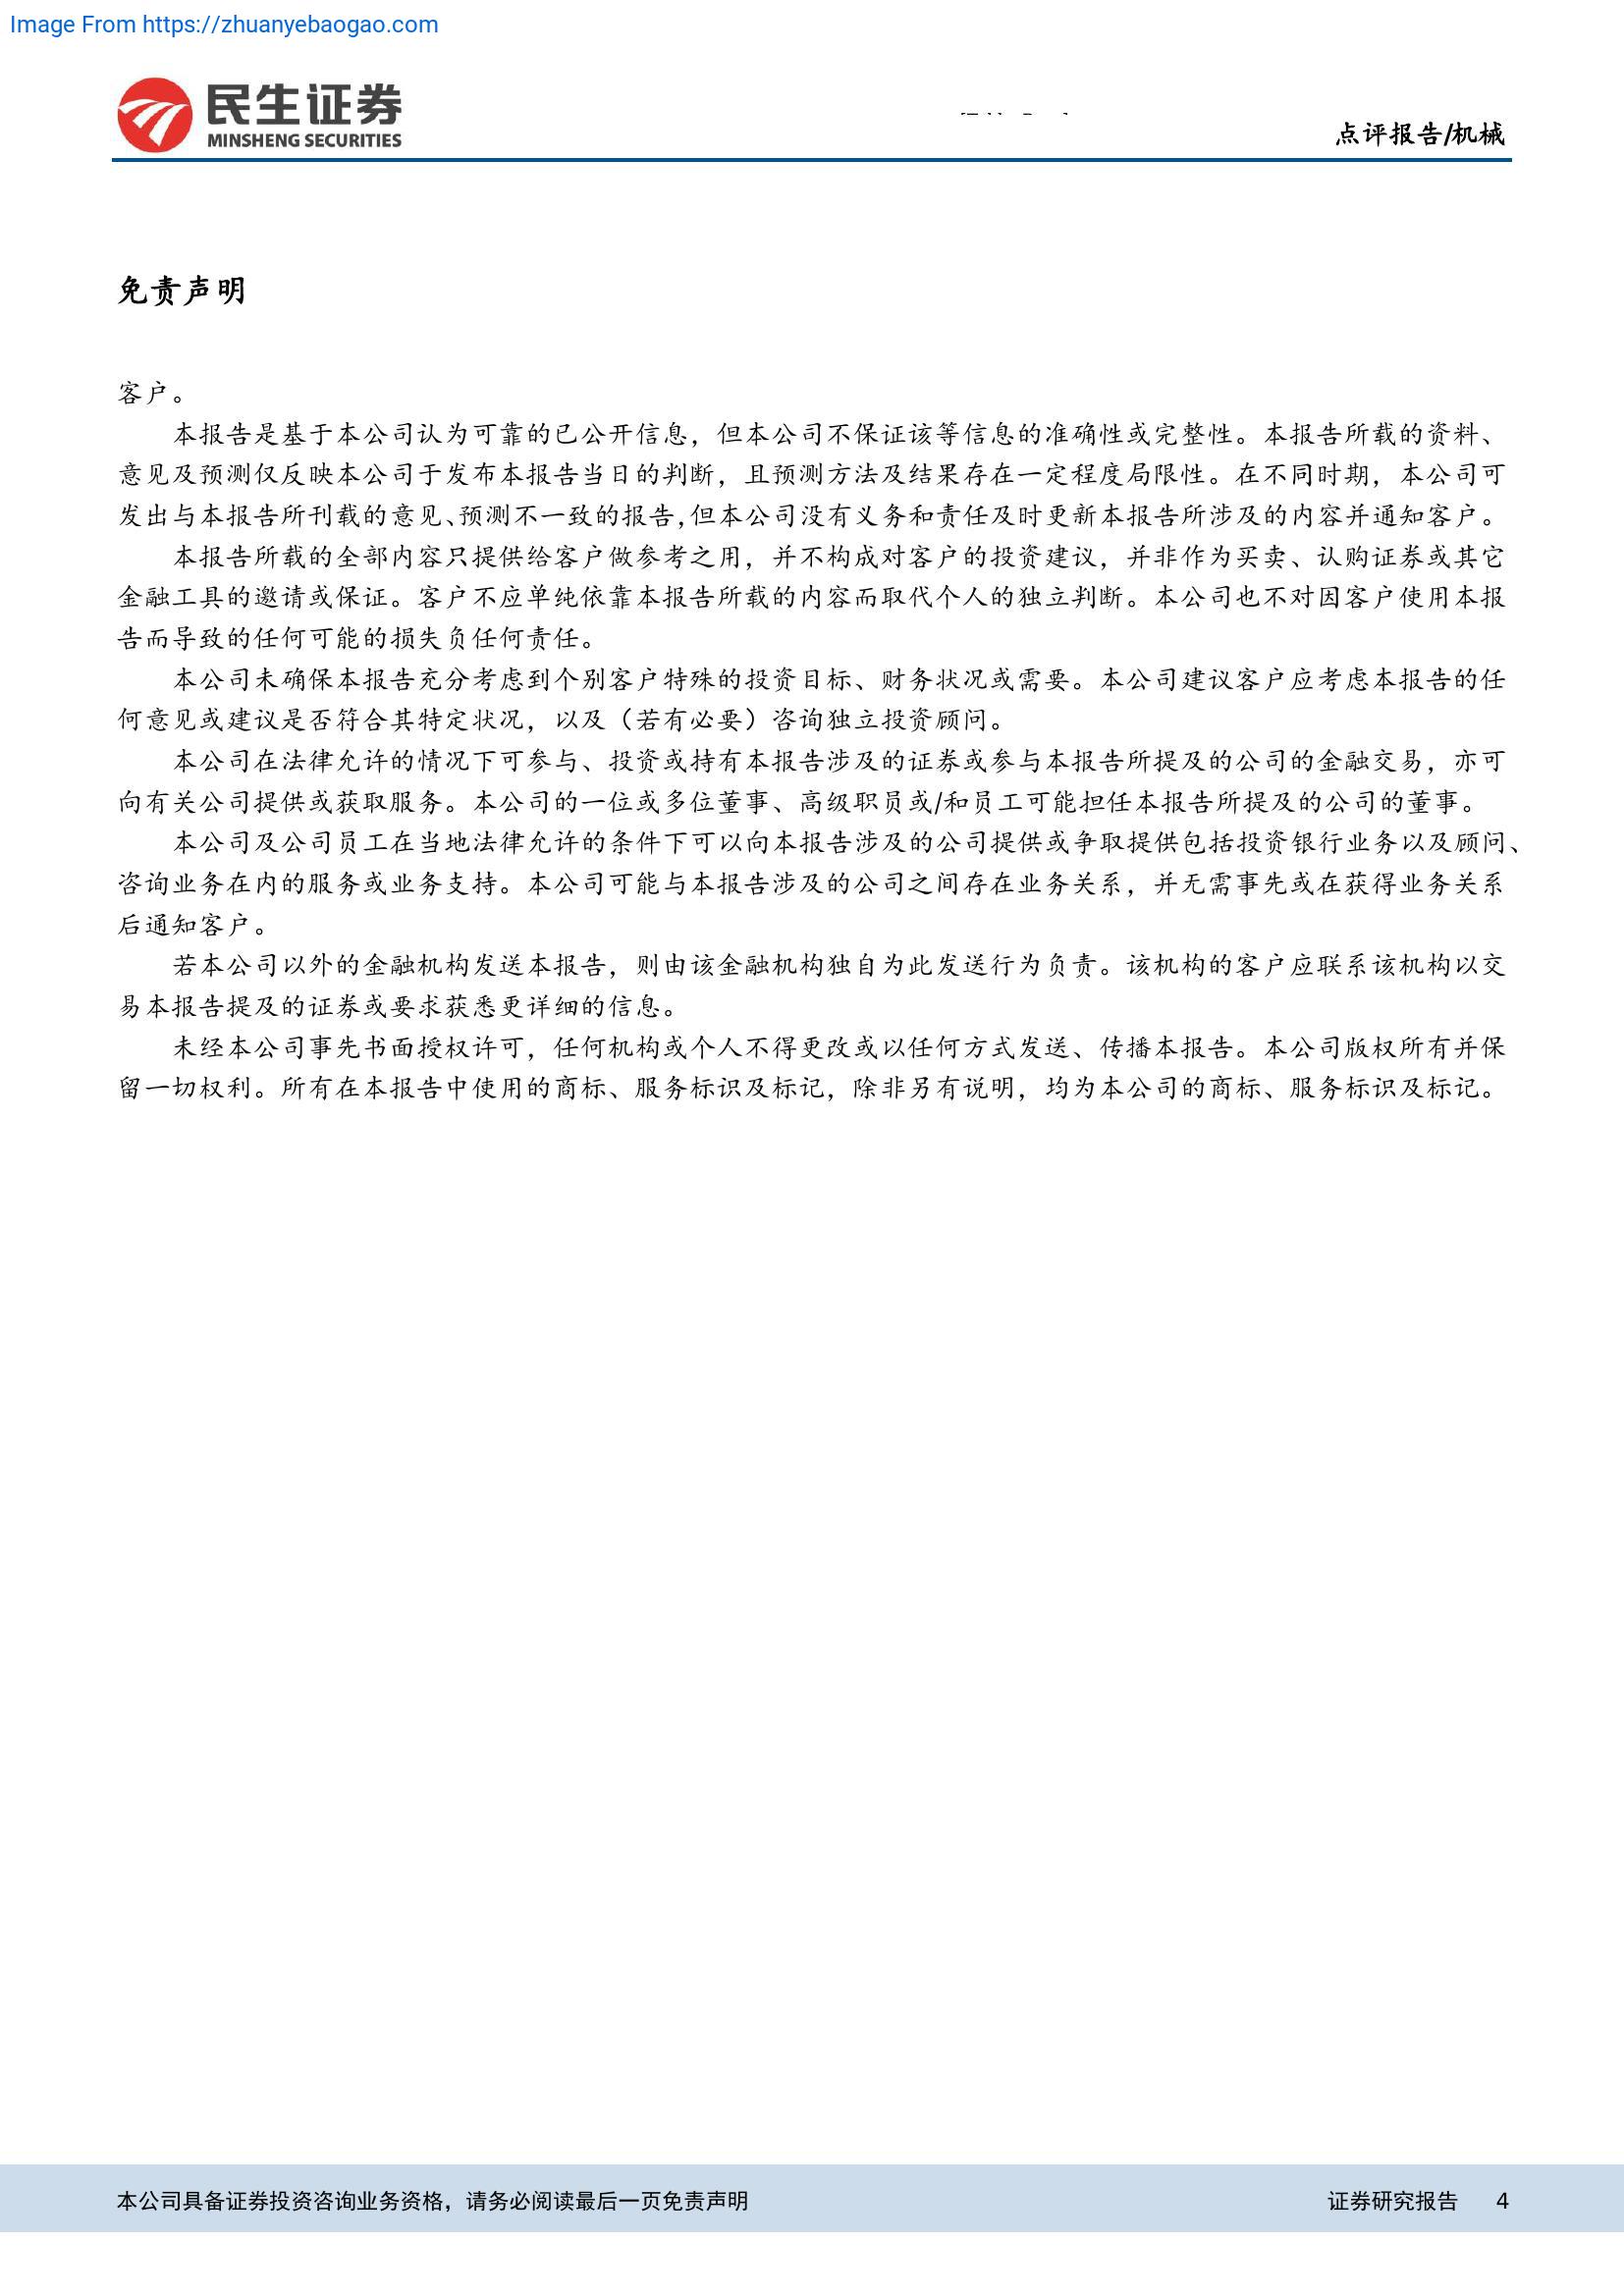 Image From https://zhuanyebaogao.com
民生证券
MINSHENG SECURITIES
点评报告/机械
免责声明
客户。
本报告是基于本公司认为可靠的已公开信息，但本公司不保证该等信息的准确性或完整性。本报告所载的资料、
意见及预测仅反映本公司于发布本报告当日的判断，且预测方法及结果存在一定程度局限性。在不同时期，本公司可
发出与本报告所刊载的意见、预测不一致的报告，但本公司没有义务和责任及时更新本报告所涉及的内容并通知客户。
本报告所载的全部内容只提供给客户做参考之用，并不构成对客户的投资建议，并非作为买卖、认购证券或其它
金融工具的邀请或保证。客户不应单纯依靠本报告所载的内容而取代个人的独立判断。本公司也不对因客户使用本报
告而导致的任何可能的损失负任何责任。
本公司未确保本报告充分考虑到个别客户特殊的投资目标、财务状况或需要。本公司建议客户应考虑本报告的任
何意见或建议是否符合其特定状况，以及（若有必要）咨询独立投资顾问。
本公司在法律允许的情况下可参与、投资或持有本报告涉及的证券或参与本报告所提及的公司的金融交易，亦可
向有关公司提供或获取服务。本公司的一位或多位董事、高级职员或/和员工可能担任本报告所提及的公司的董事。
本公司及公司员工在当地法律允许的条件下可以向本报告涉及的公司提供或争取提供包括投资银行业务以及顾问、
咨询业务在内的服务或业务支持。本公司可能与本报告涉及的公司之间存在业务关系，并无需事先或在获得业务关系
后通知客户。
若本公司以外的金融机构发送本报告，则由该金融机构独自为此发送行为负责。该机构的客户应联系该机构以交
易本报告提及的证券或要求获悉更详细的信息。
未经本公司事先书面授权许可，任何机构或个人不得更改或以任何方式发送、传播本报告。本公司版权所有并保
留一切权利。所有在本报告中使用的商标、服务标识及标记，除非另有说明，均为本公司的商标、服务标识及标记。
本公司具备证券投资咨询业务资格，请务必阅读最后一页免责声明
证券研究报告 4